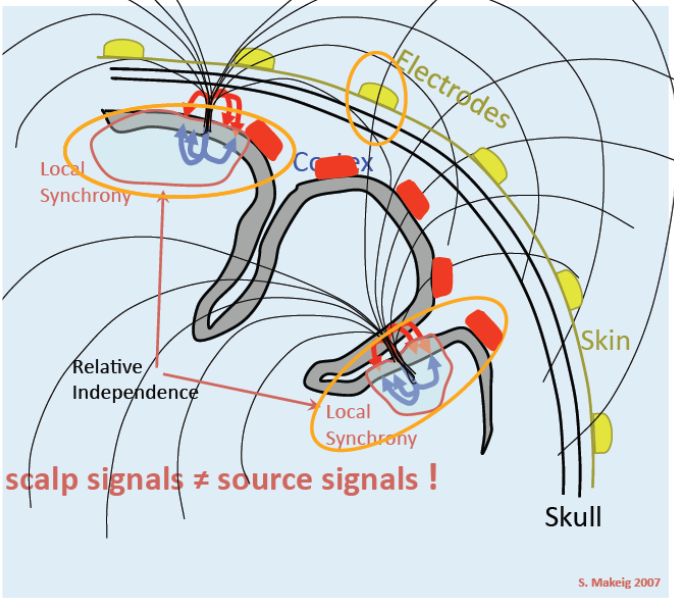 Electrodes
Cortex
Local
Synchrony
Skin
Relative
Independence
Local
Synchrony
scalp signals ≠ source signals !
Skull
S. Makeig 2007